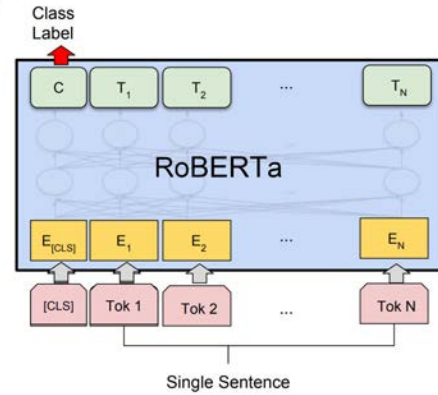 Class
Label
C T1 T2 ... TN
RoBERTa
E[CLS] E1 E2 ... EN
[CLS] Tok 1 Tok 2 ... Tok N
Single Sentence